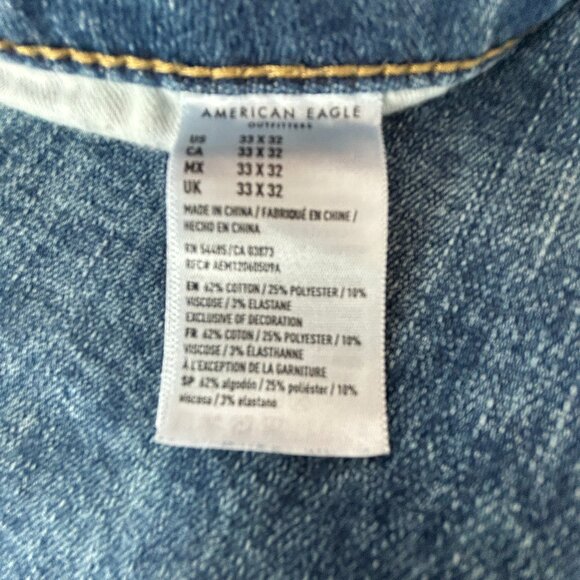 AMERICAN EAGLE
OUTFITTERS
US 33 X 32
CA 33 X 32
MX 33 X 32
UK 33 X 32
MADE IN CHINA / FABRIQUÉ EN CHINE /
HECHO EN CHINA
RN 54485/CA 03873
RFC# AEM12060509A
EN 62% COTTON / 25% POLYESTER / 10%
VISCOSE / 3% ELASTANE
EXCLUSIVE OF DECORATION
FR 62% COTON / 25% POLYESTER / 10%
VISCOSE / 3% ÉLASTHANNE
À L'EXCEPTION DE LA GARNITURE
SP 62% algodón / 25% poliéster / 10%
viscosa / 3% elastano